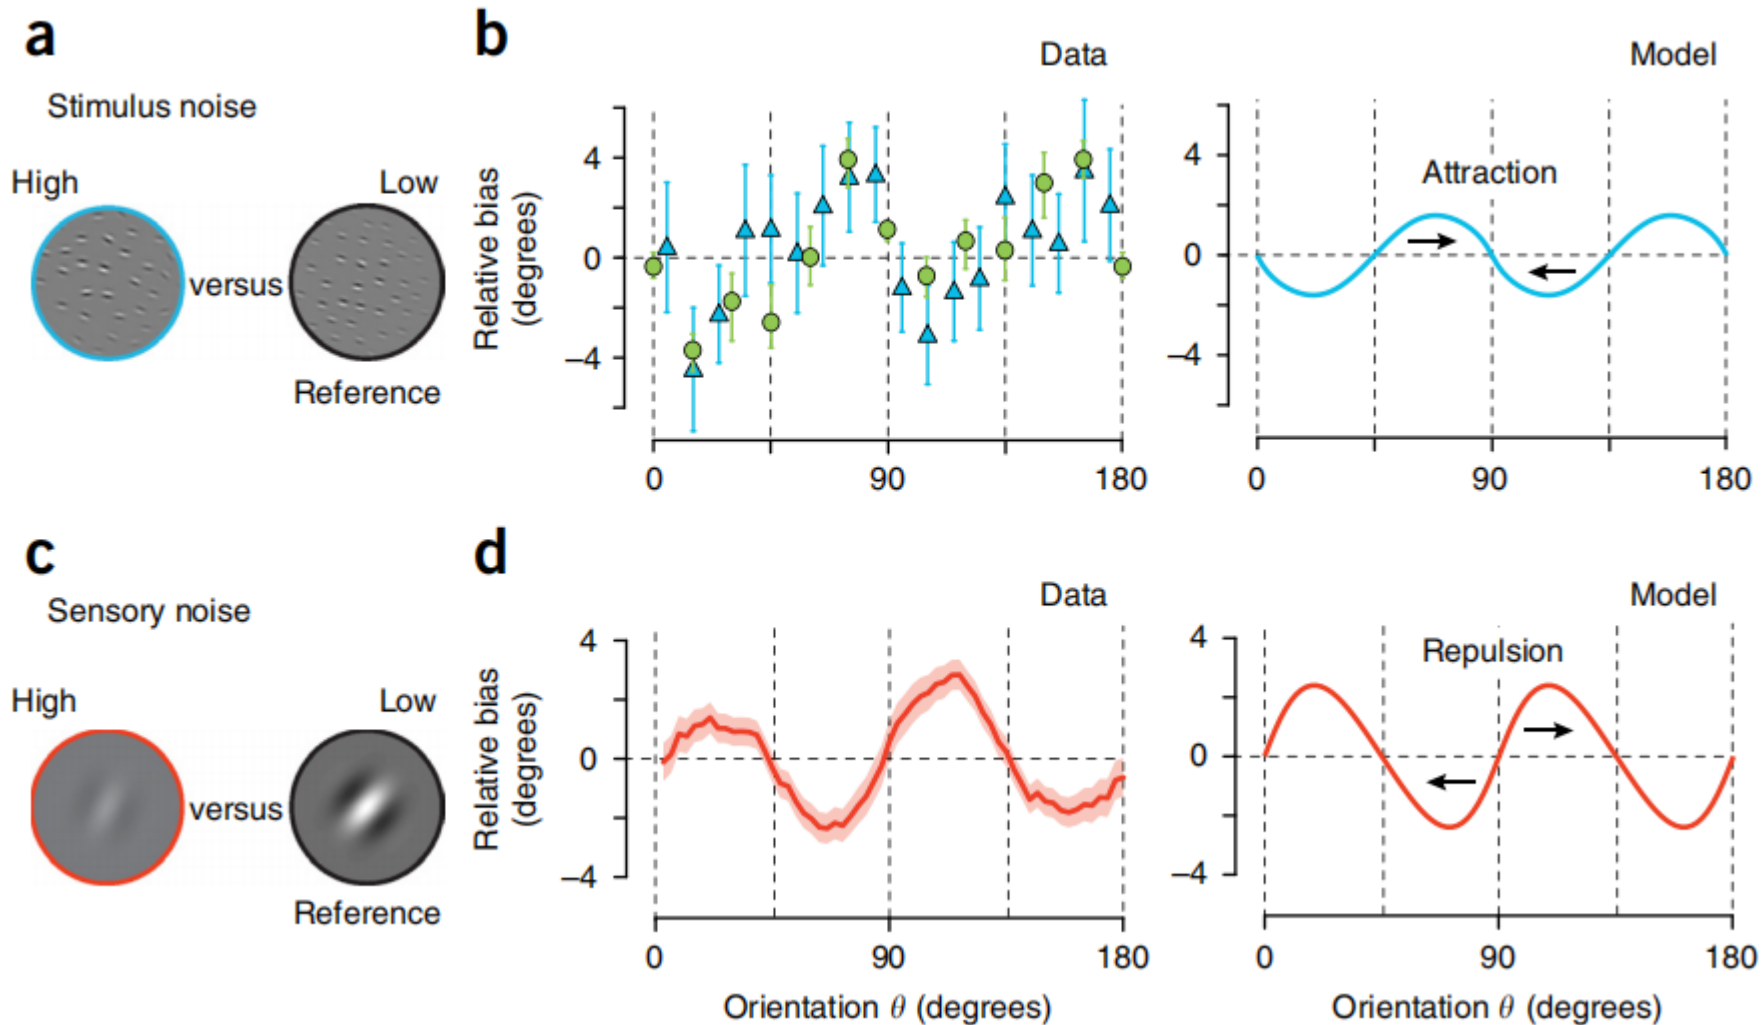 a
Stimulus noise
High
Low
versus
Reference
b
Data
Relative bias
(degrees)
4
0
−4
0
90
180
Model
Attraction
4
0
−4
0
90
180
c
Sensory noise
High
Low
versus
Reference
d
Data
Relative bias
(degrees)
4
0
−4
0
90
180
Orientation θ (degrees)
Model
Repulsion
4
0
−4
0
90
180
Orientation θ (degrees)